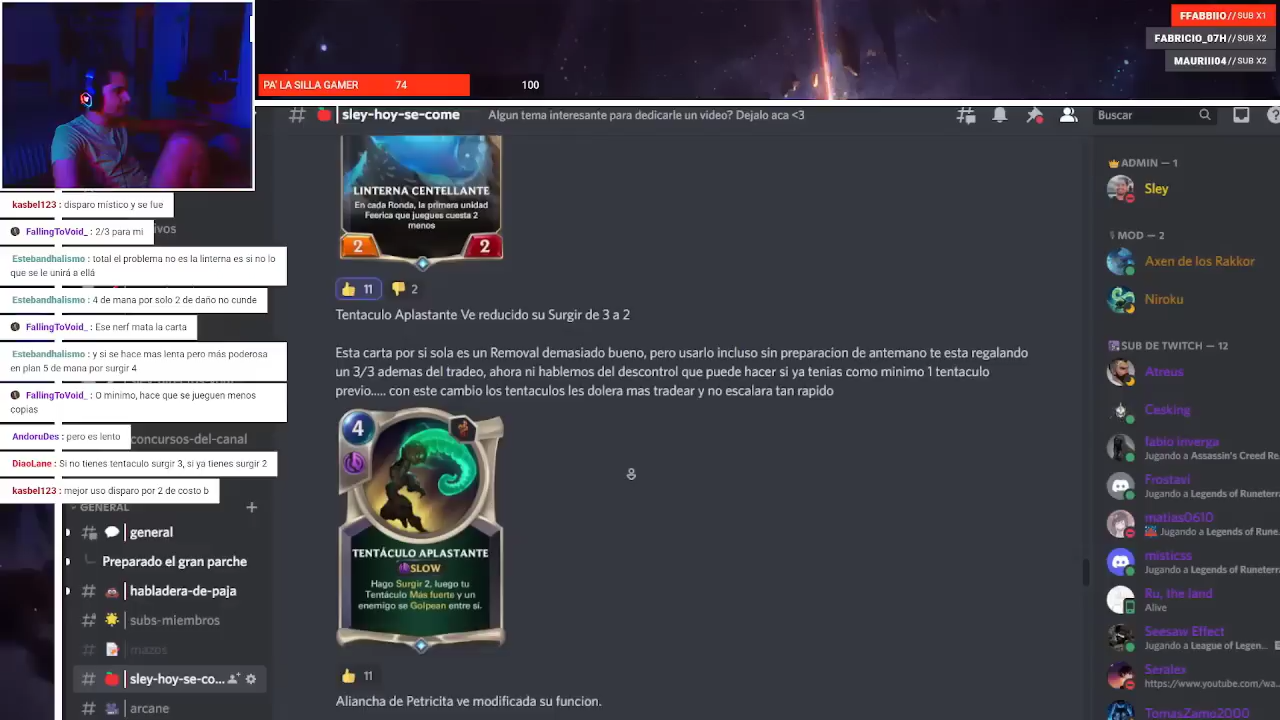 FFABBIIO// SUB X1
FABRICIO_07H// SUB X2
MAURIII04// SUB X2
PA' LA SILLA GAMER 74 100
sley-hoy-se-come Algun tema interesante para dedicarle un video? Dejalo aca <3
Buscar
kasbel123 : disparo místico y se fue
FallingToVoid_ : 2/3 para mi
Estebandhalismo : total el problema no es la linterna es si no lo
que se le unirá a ellá
Estebandhalismo : 4 de mana por solo 2 de daño no cunde
FallingToVoid_ : Ese nerf mata la carta
Estebandhalismo : y si se hace mas lenta pero más poderosa
en plan 5 de mana por surgir 4
FallingToVoid_ : O minimo, hace que se jueguen menos
copias
AndoruDes : pero es lento
concursos-del-canal
DiaoLane : Si no tienes tentaculo surgir 3, si ya tienes surgir 2
kasbel123 : mejor uso disparo por 2 de costo b
GENERAL
general
Preparado el gran parche
habladera-de-paja
subs-miembros
mazos
sley-hoy-se-co...
arcane
LINTERNA CENTELLANTE
En cada Ronda, la primera unidad
Feerica que juegues cuesta 2
menos
2 2
11 2
Tentaculo Aplastante Ve reducido su Surgir de 3 a 2
Esta carta por si sola es un Removal demasiado bueno, pero usarlo incluso sin preparacion de antemano te esta regalando
un 3/3 ademas del tradeo, ahora ni hablemos del descontrol que puede hacer si ya tenias como minimo 1 tentaculo
previo..... con este cambio los tentaculos les dolera mas tradear y no escalara tan rapido
4
TENTÁCULO APLASTANTE
SLOW
Hago Surgir 2, luego tu
Tentáculo Más fuerte y un
enemigo se Golpean entre sí.
11
Aliancha de Petricita ve modificada su funcion.
ADMIN — 1
Sley
MOD — 2
Axen de los Rakkor
Niroku
SUB DE TWITCH — 12
Atreus
Casking
fabio inverga
Jugando a Assassin's Creed Re...
Frostavi
Jugando a Legends of Runeterra
matias0610
Jugando a Legends of Rune...
misticss
Jugando a Legends of Runeterra
Ru, the land
Alive
Seesaw Effect
Jugando a League of Legen...
Seralex
https://www.youtube.com/wa...
TomasZamo2000